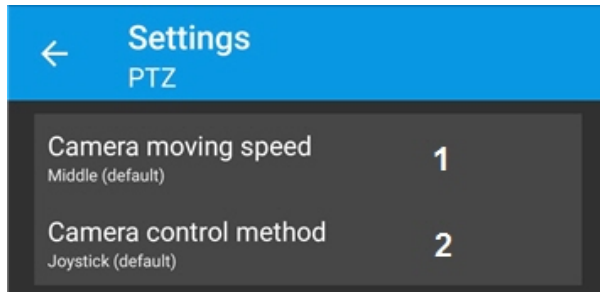 Settings
PTZ
Camera moving speed
Middle (default)
1
Camera control method
Joystick (default)
2